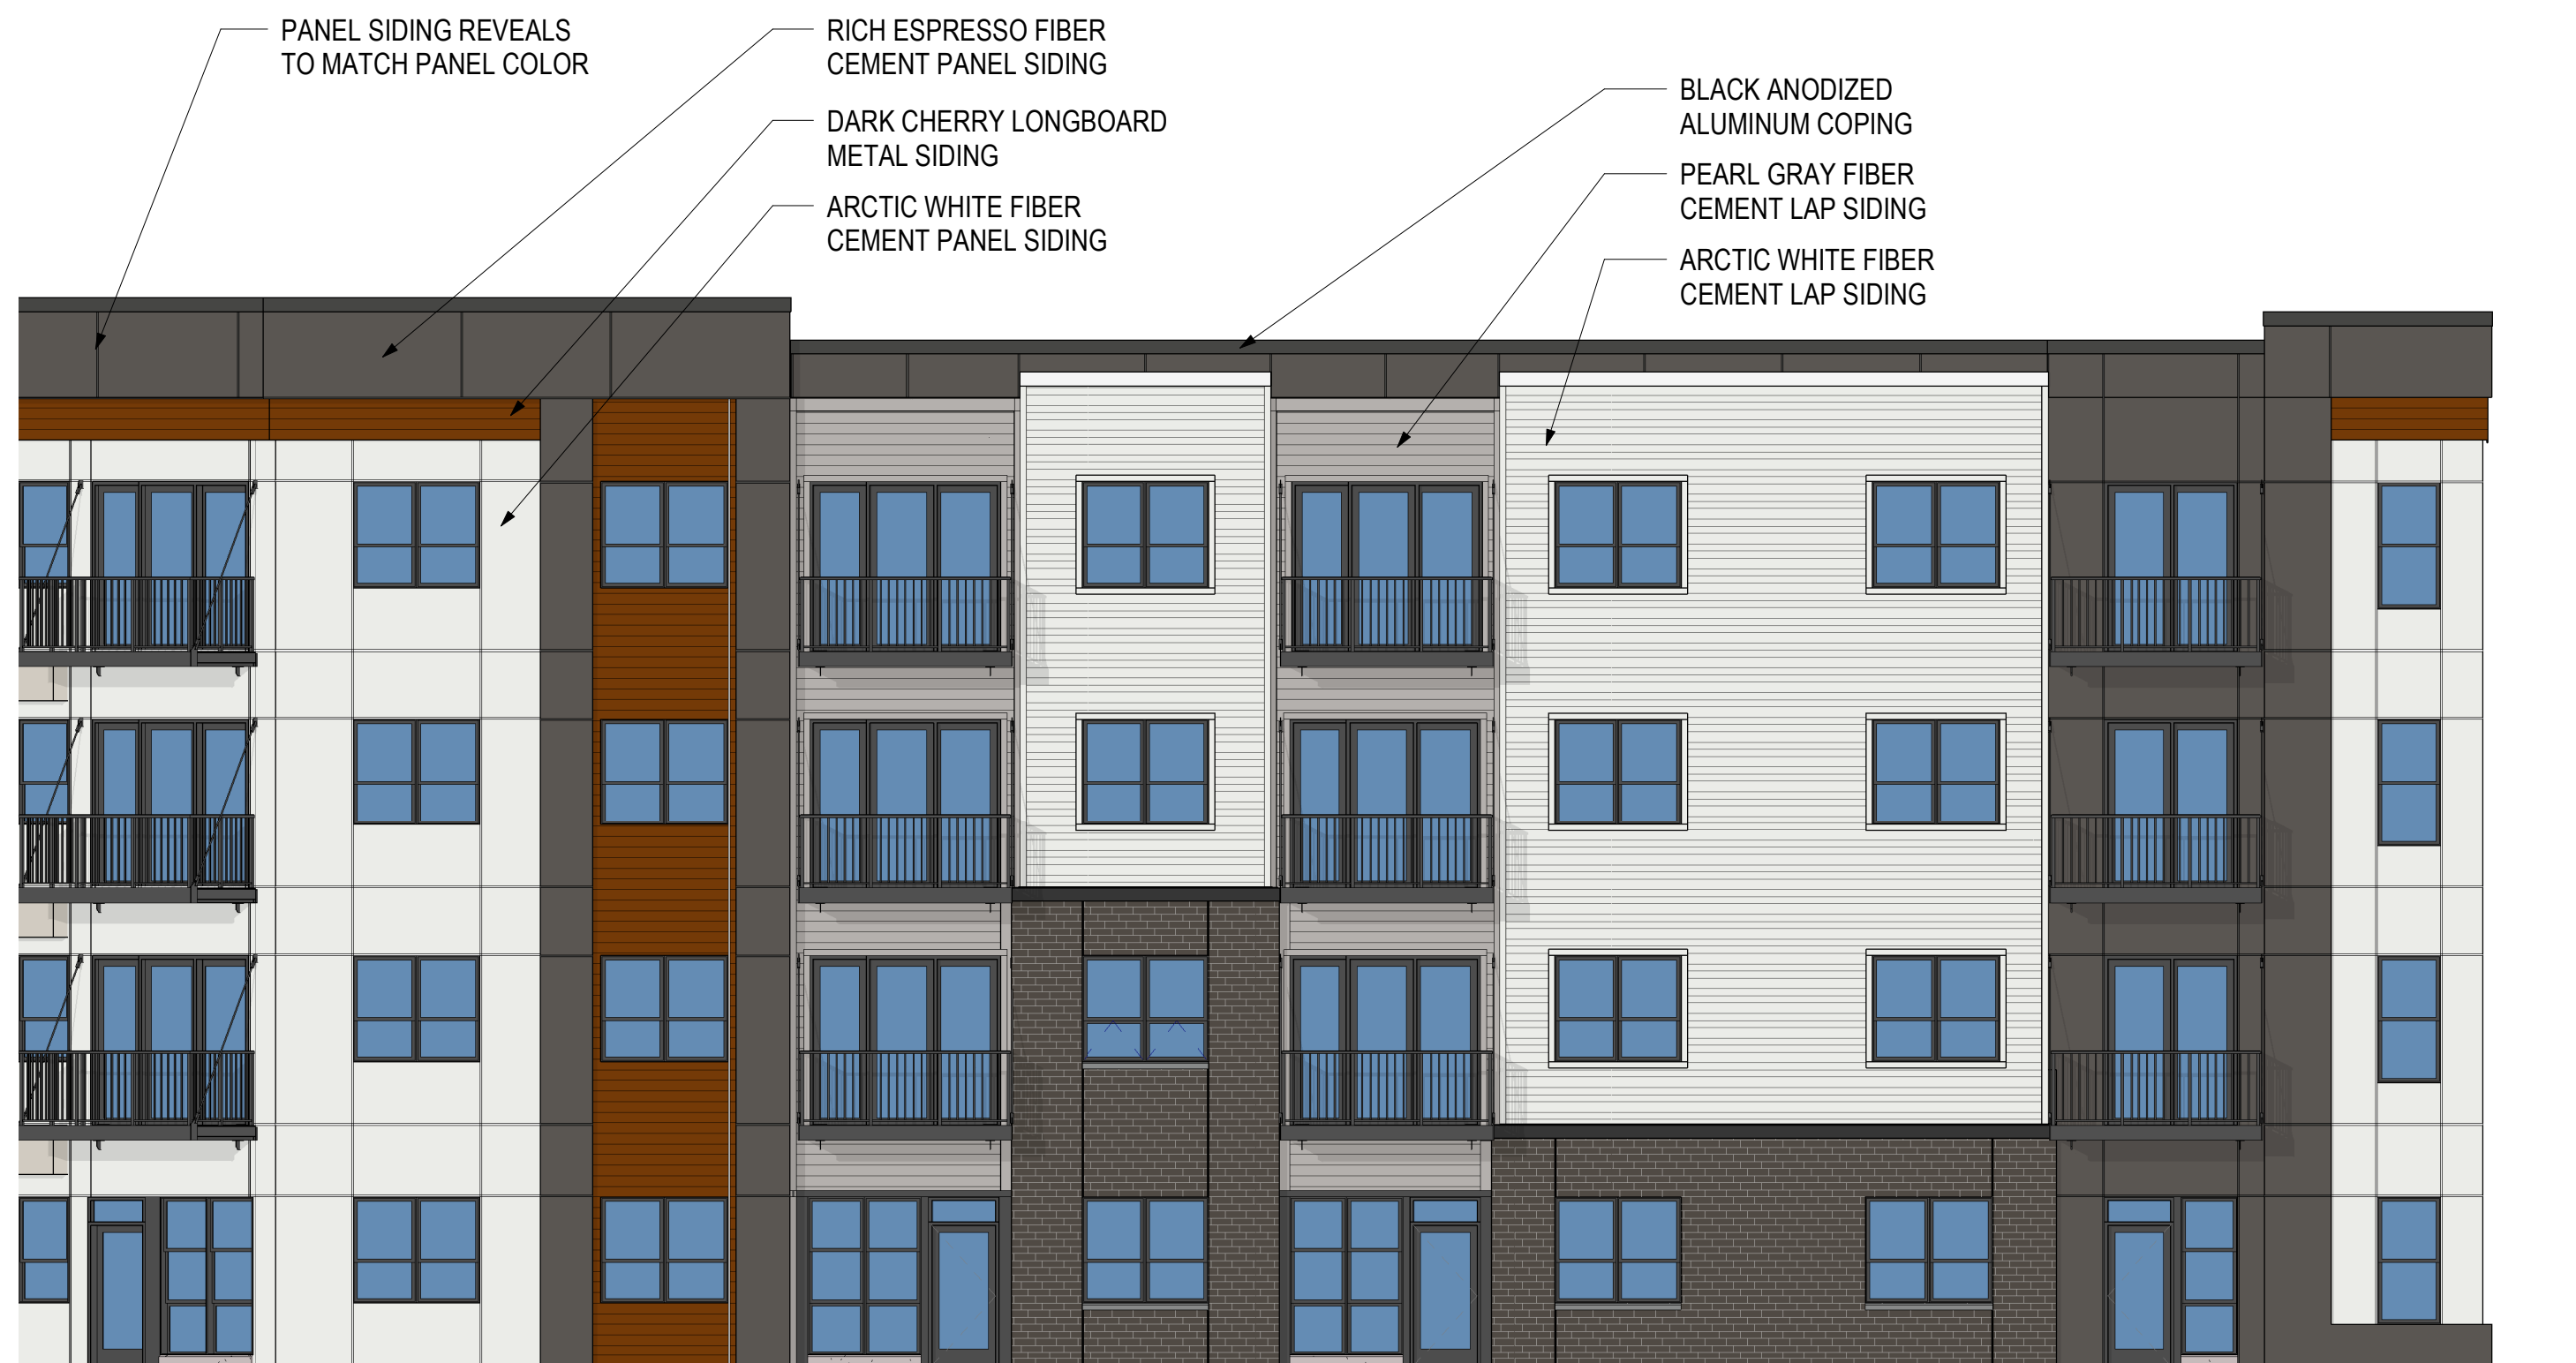 PANEL SIDING REVEALS
TO MATCH PANEL COLOR
RICH ESPRESSO FIBER
CEMENT PANEL SIDING
DARK CHERRY LONGBOARD
METAL SIDING
ARCTIC WHITE FIBER
CEMENT PANEL SIDING
BLACK ANODIZED
ALUMINUM COPING
PEARL GRAY FIBER
CEMENT LAP SIDING
ARCTIC WHITE FIBER
CEMENT LAP SIDING